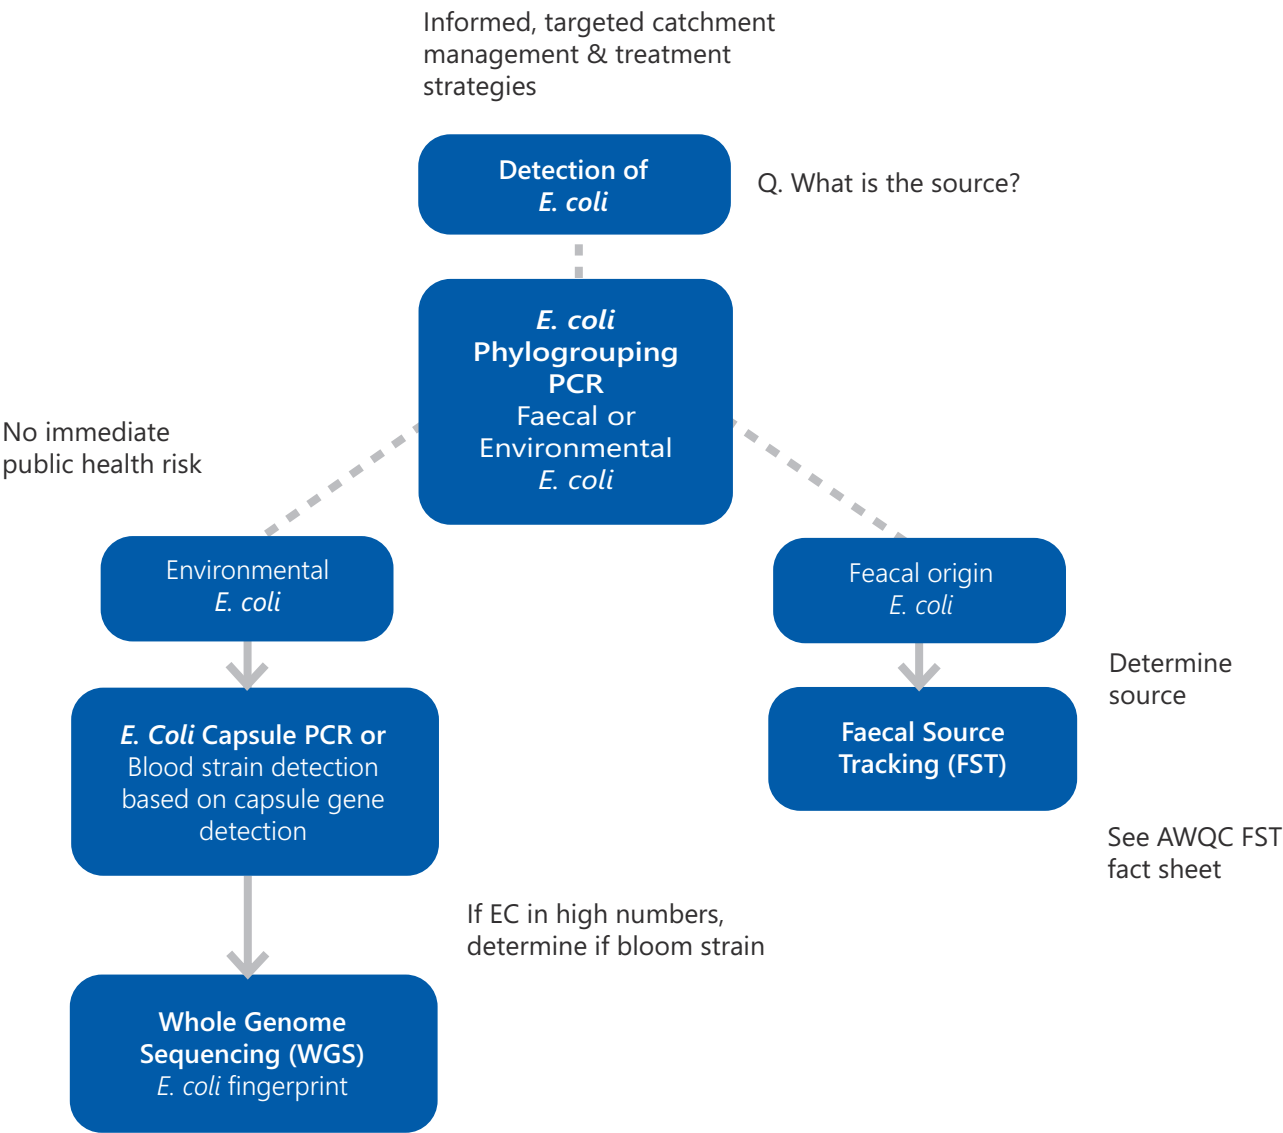 Informed, targeted catchment
management & treatment
strategies
Detection of
E. coli
Q. What is the source?
E. coli
Phylogrouping
PCR
Faecal or
Environmental
E. coli
No immediate
public health risk
Environmental
E. coli
Feacal origin
E. coli
Determine
source
E. Coli Capsule PCR or
Blood strain detection
based on capsule gene
detection
Faecal Source
Tracking (FST)
See AWQC FST
fact sheet
If EC in high numbers,
determine if bloom strain
Whole Genome
Sequencing (WGS)
E. coli fingerprint